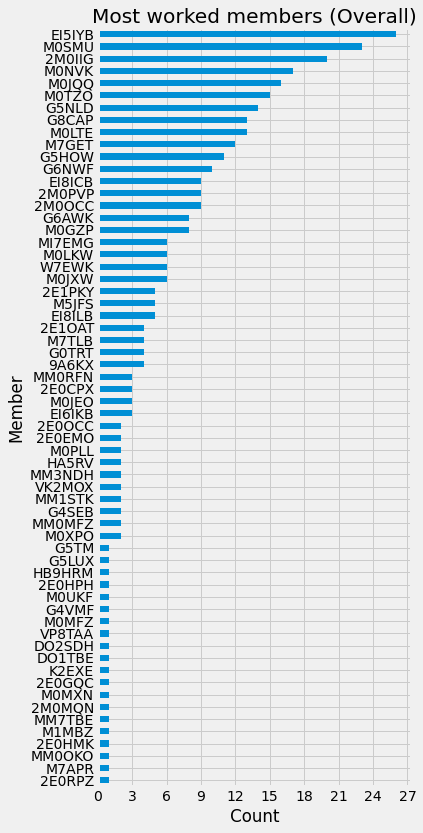 Most worked members (Overall)
EI5IYB
M0SMU
2M0IIG
M0NVK
M0JQQ
M0TZO
G5NLD
G8CAP
M0LTE
M7GET
G5HOW
G6NWF
EI8ICB
2M0PVP
2M0OCC
G6AWK
M0GZP
MI7EMG
M0LKW
W7EWK
M0JXW
2E1PKY
M5JFS
EI8ILB
2E1OAT
M7TLB
G0TRT
9A6KX
MM0RFN
2E0CPX
M0JEO
EI6IKB
2E0OCC
2E0EMO
M0PLL
HA5RV
MM3NDH
VK2MOX
MM1STK
G4SEB
MM0MFZ
M0XPO
G5TM
G5LUX
HB9HRM
2E0HPH
M0UKF
G4VMF
M0MFZ
VP8TAA
DO2SDH
DO1TBE
K2EXE
2E0GQC
M0MXN
2M0MQN
MM7TBE
M1MBZ
2E0HMK
MM0OKO
M7APR
2E0RPZ
Member
0 3 6 9 12 15 18 21 24 27
Count